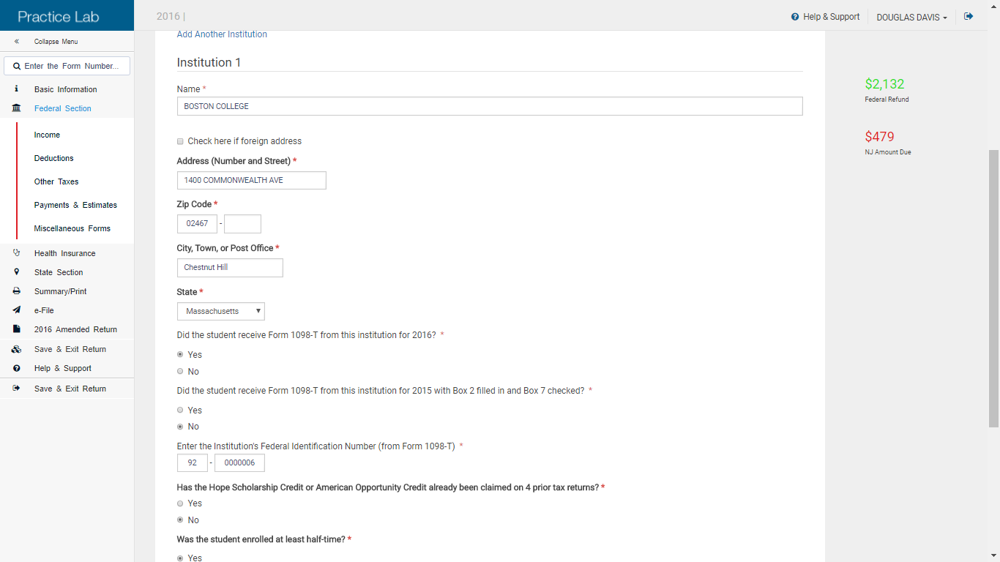 Practice Lab
2016 |
Help & Support
DOUGLAS DAVIS
Collapse Menu
Enter the Form Number...
Basic Information
Federal Section
Income
Deductions
Other Taxes
Payments & Estimates
Miscellaneous Forms
Health Insurance
State Section
Summary/Print
e-File
2016 Amended Return
Save & Exit Return
Help & Support
Save & Exit Return
Add Another Institution
Institution 1
Name *
BOSTON COLLEGE
Check here if foreign address
Address (Number and Street) *
1400 COMMONWEALTH AVE
Zip Code *
02467 -
City, Town, or Post Office *
Chestnut Hill
State *
Massachusetts
Did the student receive Form 1098-T from this institution for 2016? *
Yes
No
Did the student receive Form 1098-T from this institution for 2015 with Box 2 filled in and Box 7 checked? *
Yes
No
Enter the Institution's Federal Identification Number (from Form 1098-T) *
92 - 0000006
Has the Hope Scholarship Credit or American Opportunity Credit already been claimed on 4 prior tax returns? *
Yes
No
Was the student enrolled at least half-time? *
Yes
$2,132
Federal Refund
$479
NJ Amount Due